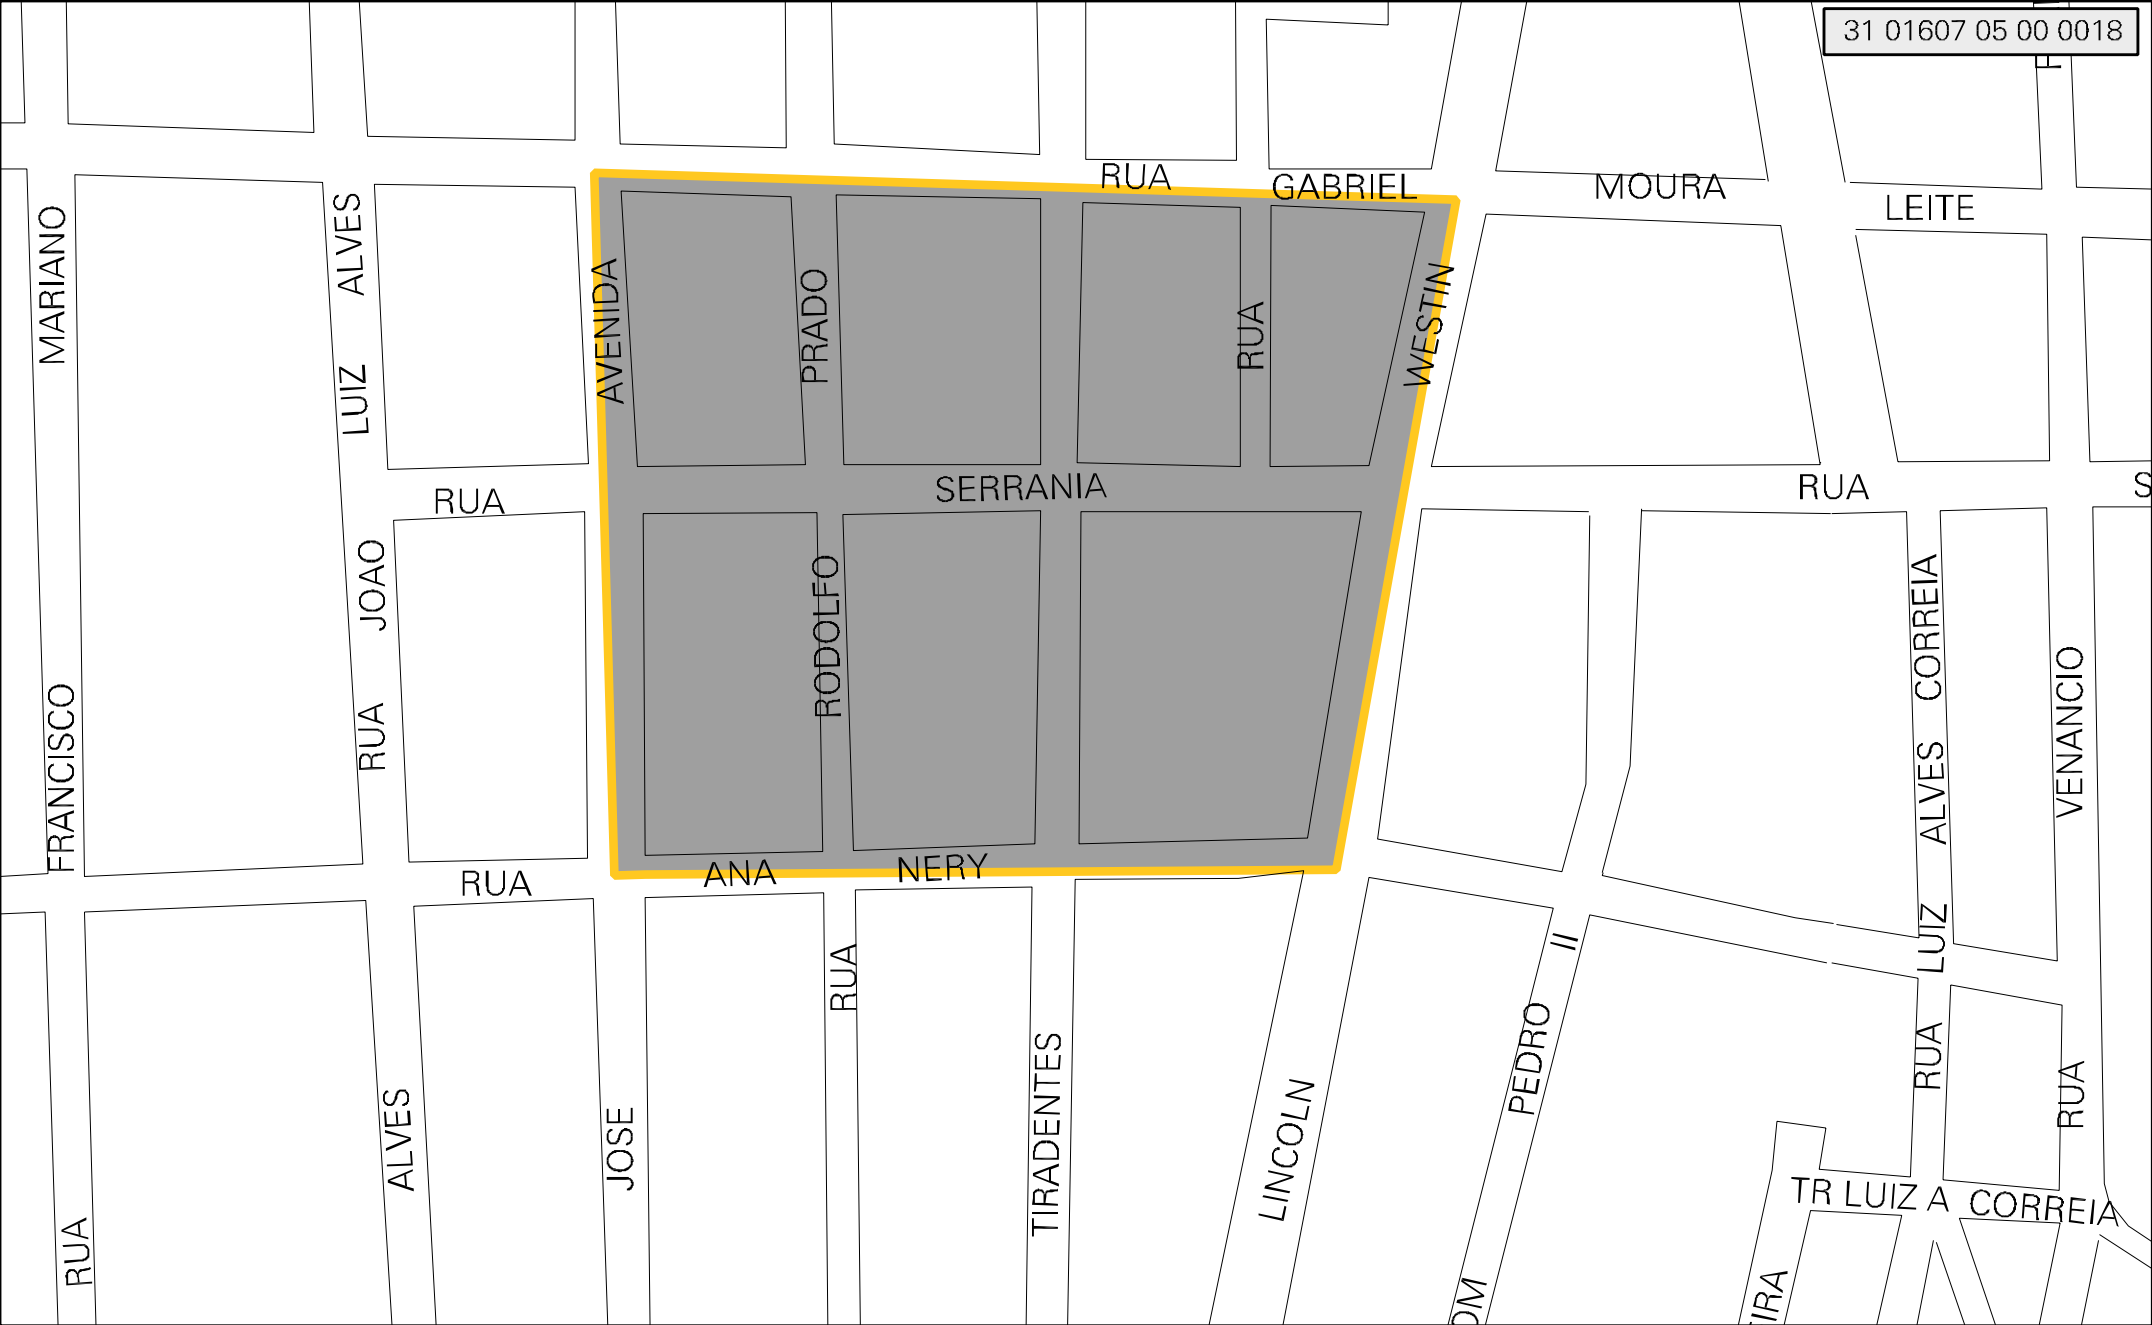 31 01607 05 00 0018
RUA
GABRIEL
MOURA
LEITE
MARIANO
ALVES
AVENIDA
PRADO
RUA
WESTIN
LUIZ
RUA
SERRANIA
RUA
S
JOAO
RODOLFO
CORREIA
VENANCIO
FRANCISCO
RUA
ALVES
RUA
ANA
NERY
LUIZ
RUA
II
PEDRO
RUA
RUA
TIRADENTES
ALVES
JOSE
LINCOLN
TR LUIZ A CORREIA
RUA
OM
EIRA